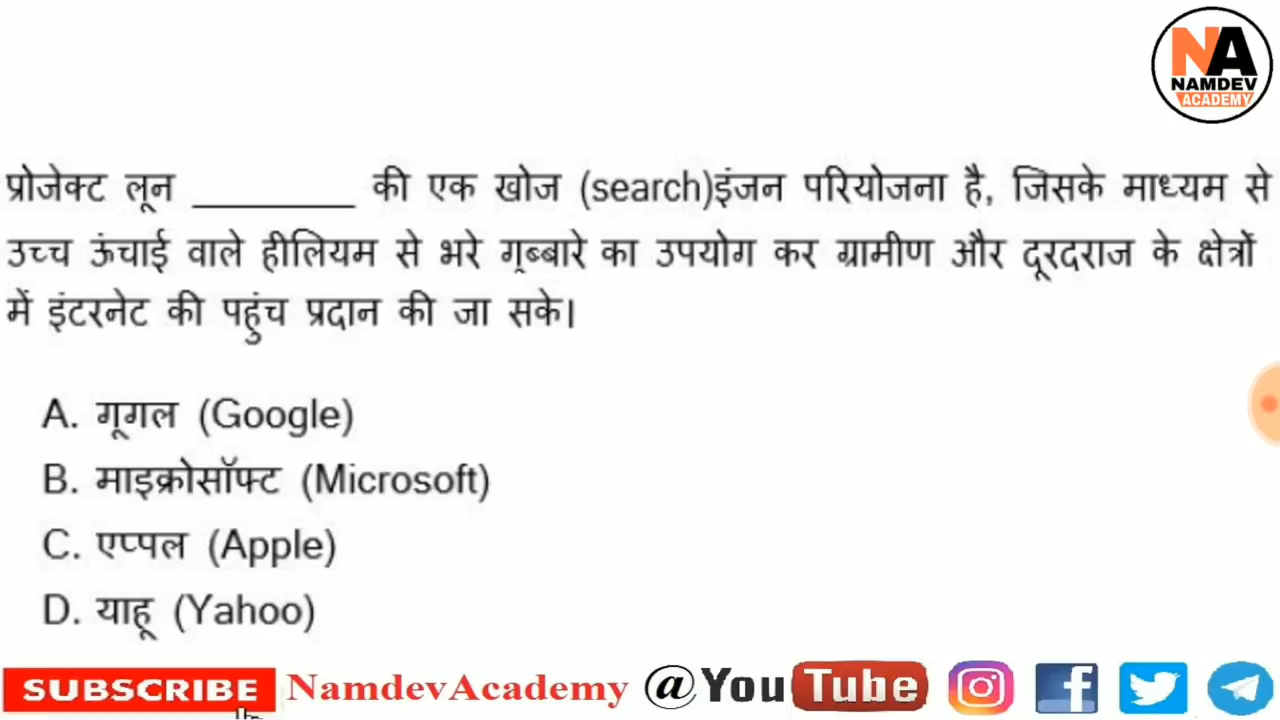 NA
NAMDEV
ACADEMY
प्रोजेक्ट लून _________ की एक खोज (search)इंजन परियोजना है, जिसके माध्यम से
उच्च ऊंचाई वाले हीलियम से भरे गुब्बारे का उपयोग कर ग्रामीण और दूरदराज के क्षेत्रों
में इंटरनेट की पहुंच प्रदान की जा सके।
A. गूगल (Google)
B. माइक्रोसॉफ्ट (Microsoft)
C. एप्पल (Apple)
D. याहू (Yahoo)
SUBSCRIBE NamdevAcademy @YouTube